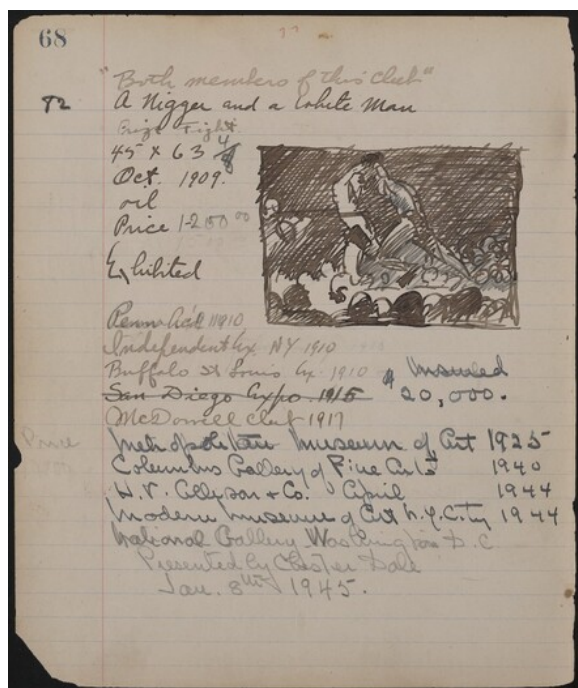 68
"Both members of this Club"
T2 A Nigger and a White Man
Prize Fight
45 x 63 4/8
Oct. 1909.
oil
Price
Exhibited
Penn Acd 1910
Independent Ex. NY 1910
Buffalo St Louis Ex. 1910 Insured
San Diego Expo. 1915 $20,000.
McDowell Club 1917
Price
Metropolitan Museum of Art 1925
Columbus Gallery of Fine Arts 1940
H.V. Allison & Co. April 1944
Modern Museum of Art N.Y. City 1944
National Gallery Washington D.C
Presented by Chester Dale
Jan. 8th 1945.